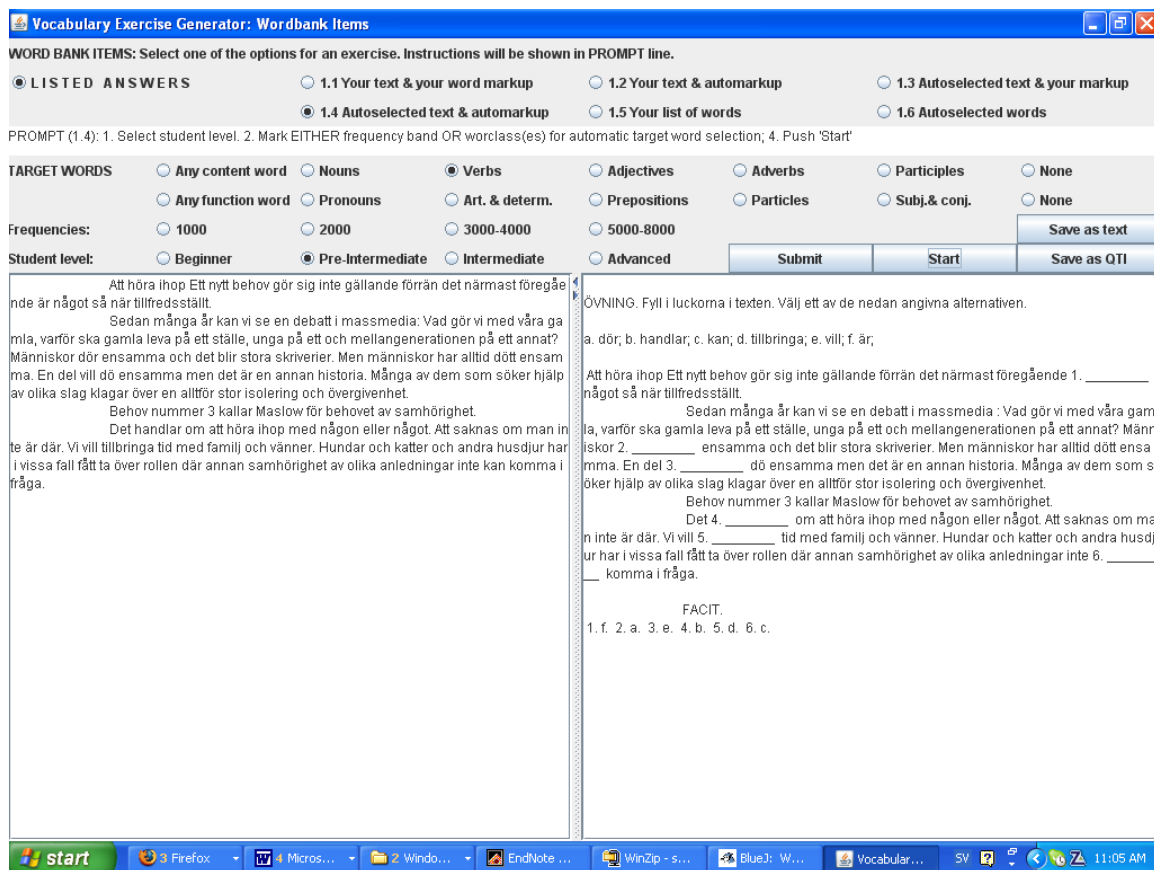 Vocabulary Exercise Generator: Wordbank Items
WORD BANK ITEMS: Select one of the options for an exercise. Instructions will be shown in PROMPT line.
L I S T E D A N S W E R S 1.1 Your text & your word markup 1.2 Your text & automarkup 1.3 Autoselected text & your markup
1.4 Autoselected text & automarkup 1.5 Your list of words 1.6 Autoselected words
PROMPT (1.4): 1. Select student level. 2. Mark EITHER frequency band OR worclass(es) for automatic target word selection; 4. Push 'Start'
TARGET WORDS Any content word Nouns Verbs Adjectives Adverbs Participles None
Any function word Pronouns Art. & determ. Prepositions Particles Subj.& conj. None
Frequencies: 1000 2000 3000-4000 5000-8000 Save as text
Student level: Beginner Pre-Intermediate Intermediate Advanced Submit Start Save as QTI
Att höra ihop Ett nytt behov gör sig inte gällande förrän det närmast föregåe
nde är något så när tillfredsställt.
Sedan många år kan vi se en debatt i massmedia: Vad gör vi med våra ga
mla, varför ska gamla leva på ett ställe, unga på ett och mellangenerationen på ett annat?
Människor dör ensamma och det blir stora skriverier. Men människor har alltid dött ensam
ma. En del vill dö ensamma men det är en annan historia. Många av dem som söker hjälp
av olika slag klagar över en alltför stor isolering och övergivenhet.
Behov nummer 3 kallar Maslow för behovet av samhörighet.
Det handlar om att höra ihop med någon eller något. Att saknas om man in
te är där. Vi vill tillbringa tid med familj och vänner. Hundar och katter och andra husdjur har
i vissa fall fått ta över rollen där annan samhörighet av olika anledningar inte kan komma i
fråga.
ÖVNING. Fyll i luckorna i texten. Välj ett av de nedan angivna alternativen.
a. dör; b. handlar; c. kan; d. tillbringa; e. vill; f. är;
Att höra ihop Ett nytt behov gör sig inte gällande förrän det närmast föregående 1. _________
något så när tillfredsställt.
Sedan många år kan vi se en debatt i massmedia : Vad gör vi med våra gam
la, varför ska gamla leva på ett ställe, unga på ett och mellangenerationen på ett annat? Männ
iskor 2. _________ ensamma och det blir stora skriverier. Men människor har alltid dött ensa
mma. En del 3. _________ dö ensamma men det är en annan historia. Många av dem som s
öker hjälp av olika slag klagar över en alltför stor isolering och övergivenhet.
Behov nummer 3 kallar Maslow för behovet av samhörighet.
Det 4. _________ om att höra ihop med någon eller något. Att saknas om ma
n inte är där. Vi vill 5. _________ tid med familj och vänner. Hundar och katter och andra husdj
ur har i vissa fall fått ta över rollen där annan samhörighet av olika anledningar inte 6. _______
__ komma i fråga.
FACIT.
1. f. 2. a. 3. e. 4. b. 5. d. 6. c.
start 3 Firefox 4 Micros... 2 Windo... EndNote ... WinZip - s... BlueJ: W... Vocabular... SV 11:05 AM